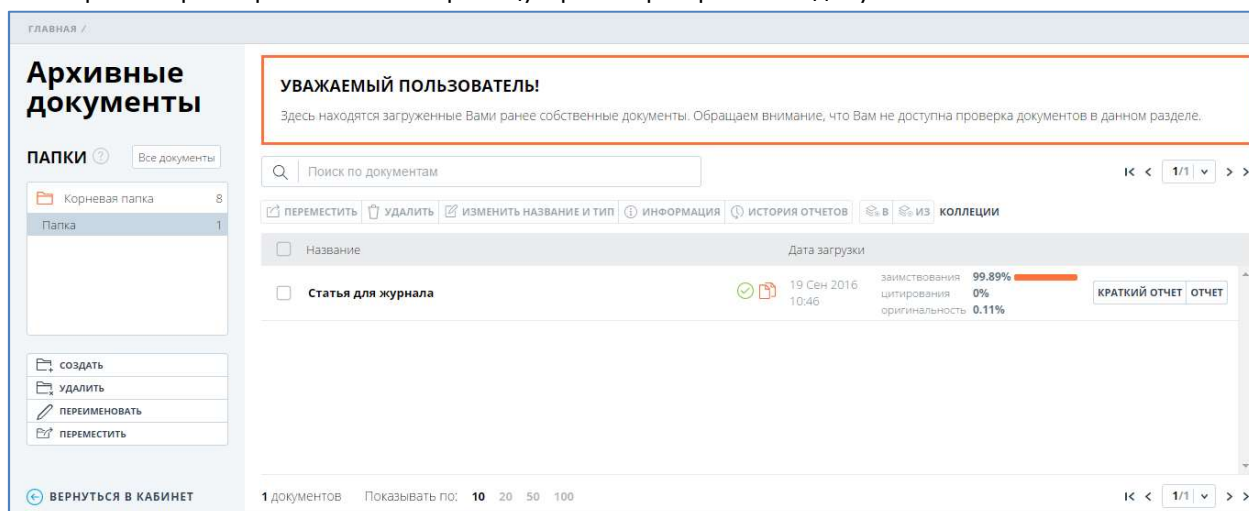 ГЛАВНАЯ /
Архивные
документы
ПАПКИ ? Все документы
Корневая папка 8
Папка 1
СОЗДАТЬ
УДАЛИТЬ
ПЕРЕИМЕНОВАТЬ
ПЕРЕМЕСТИТЬ
ВЕРНУТЬСЯ В КАБИНЕТ
УВАЖАЕМЫЙ ПОЛЬЗОВАТЕЛЬ!
Здесь находятся загруженные Вами ранее собственные документы. Обращаем внимание, что Вам не доступна проверка документов в данном разделе.
Поиск по документам 1/1
ПЕРЕМЕСТИТЬ УДАЛИТЬ ИЗМЕНИТЬ НАЗВАНИЕ И ТИП ИНФОРМАЦИЯ ИСТОРИЯ ОТЧЕТОВ В ИЗ КОЛЛЕЦИИ
Название Дата загрузки
Статья для журнала
19 Сен 2016
10:46
заимствования 99.89%
цитирования 0%
оригинальность 0.11%
КРАТКИЙ ОТЧЕТ ОТЧЕТ
1 документов Показывать по: 10 20 50 100 1/1